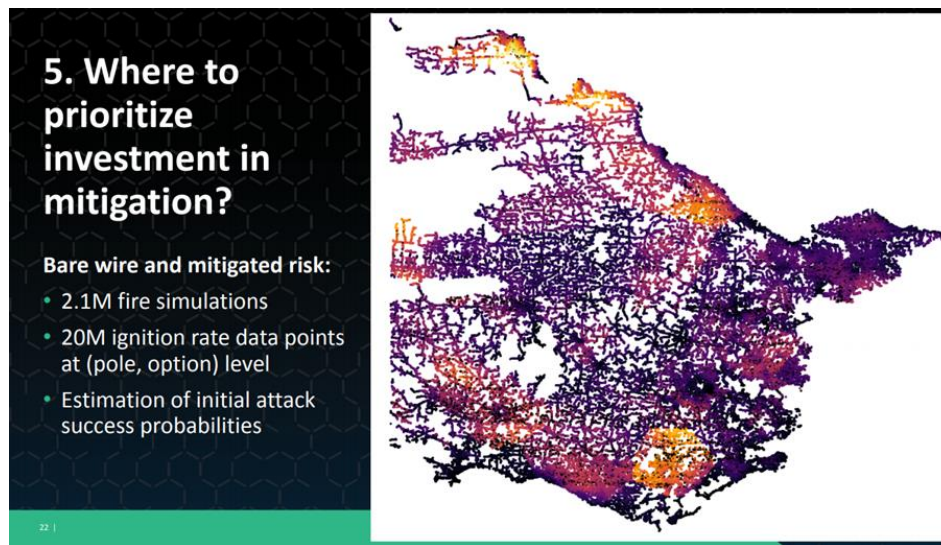 5. Where to
prioritize
investment in
mitigation?
Bare wire and mitigated risk:
• 2.1M fire simulations
• 20M ignition rate data points
at (pole, option) level
• Estimation of initial attack
success probabilities
22 |